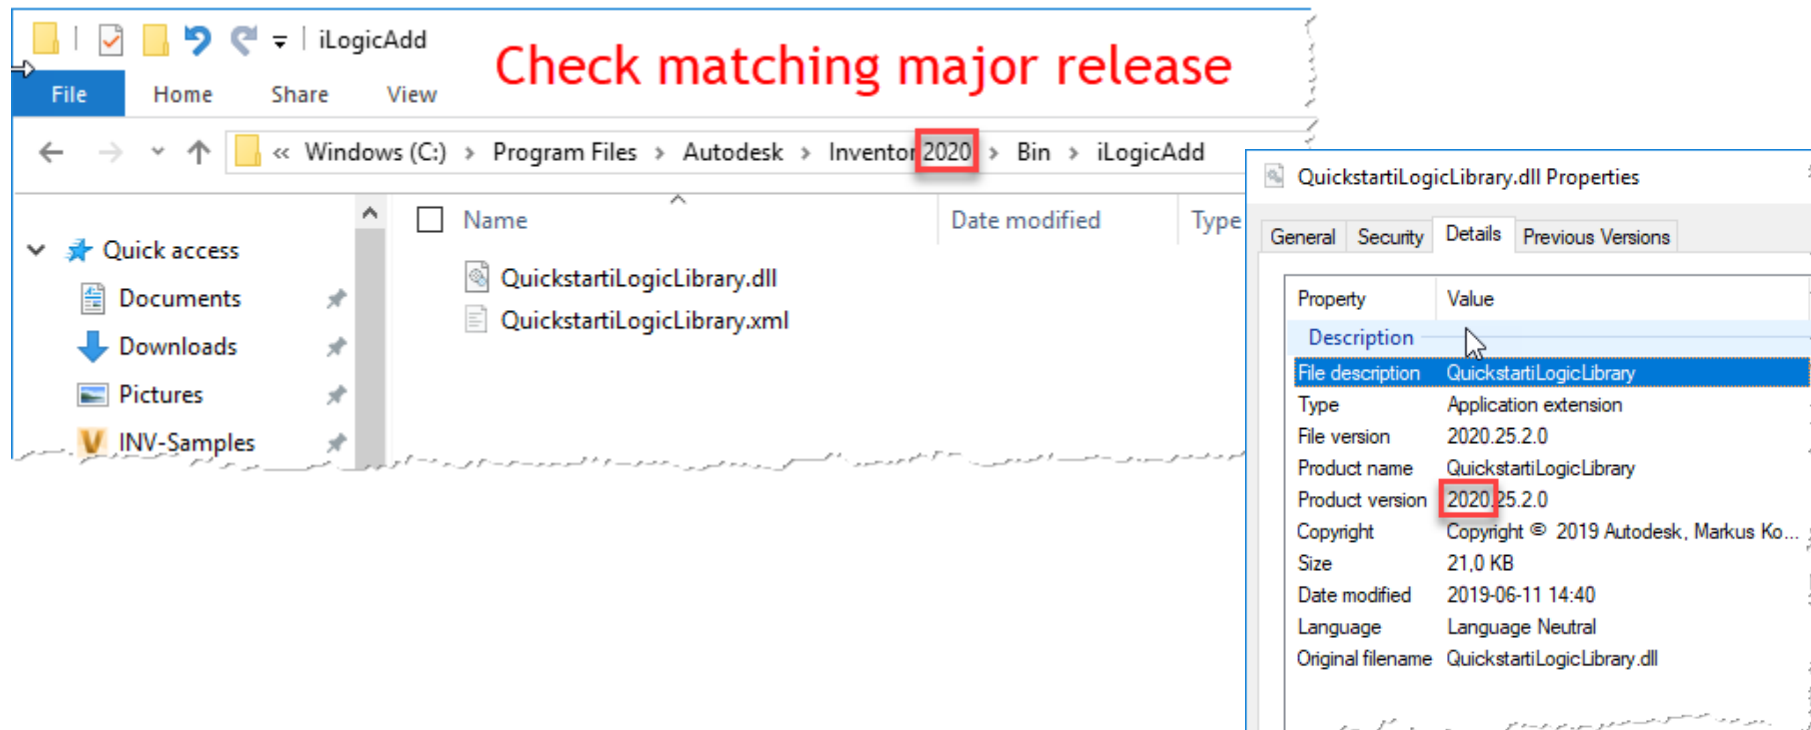 iLogicAdd
Check matching major release
File Home Share View
« Windows (C:) > Program Files > Autodesk > Inventor 2020 > Bin > iLogicAdd
Name Date modified Type
Quick access
Documents
Downloads
Pictures
INV-Samples
QuickstartiLogicLibrary.dll
QuickstartiLogicLibrary.xml
QuickstartiLogicLibrary.dll Properties
General Security Details Previous Versions
Property Value
Description
File description QuickstartiLogicLibrary
Type Application extension
File version 2020.25.2.0
Product name QuickstartiLogicLibrary
Product version 2020.25.2.0
Copyright Copyright © 2019 Autodesk, Markus Ko...
Size 21,0 KB
Date modified 2019-06-11 14:40
Language Language Neutral
Original filename QuickstartiLogicLibrary.dll